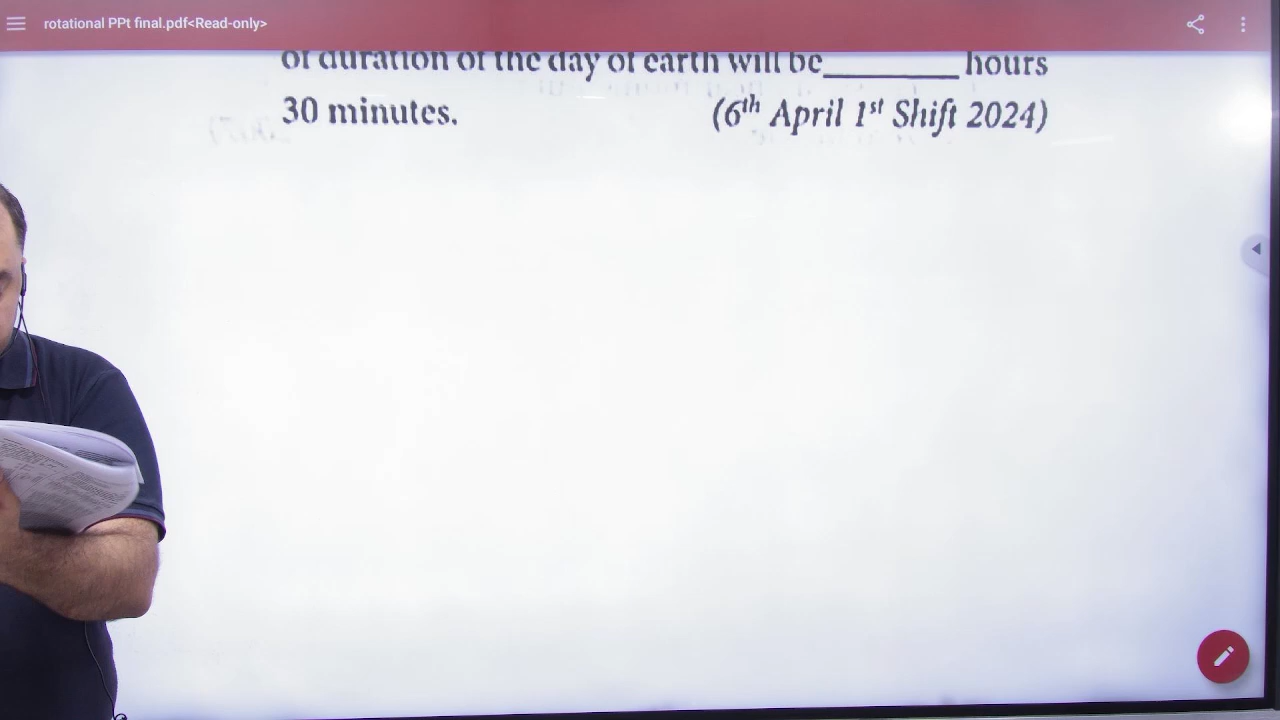 rotational PPt final.pdf<Read-only>
of duration of the day of earth will be_________ hours
30 minutes. (6th April 1st Shift 2024)